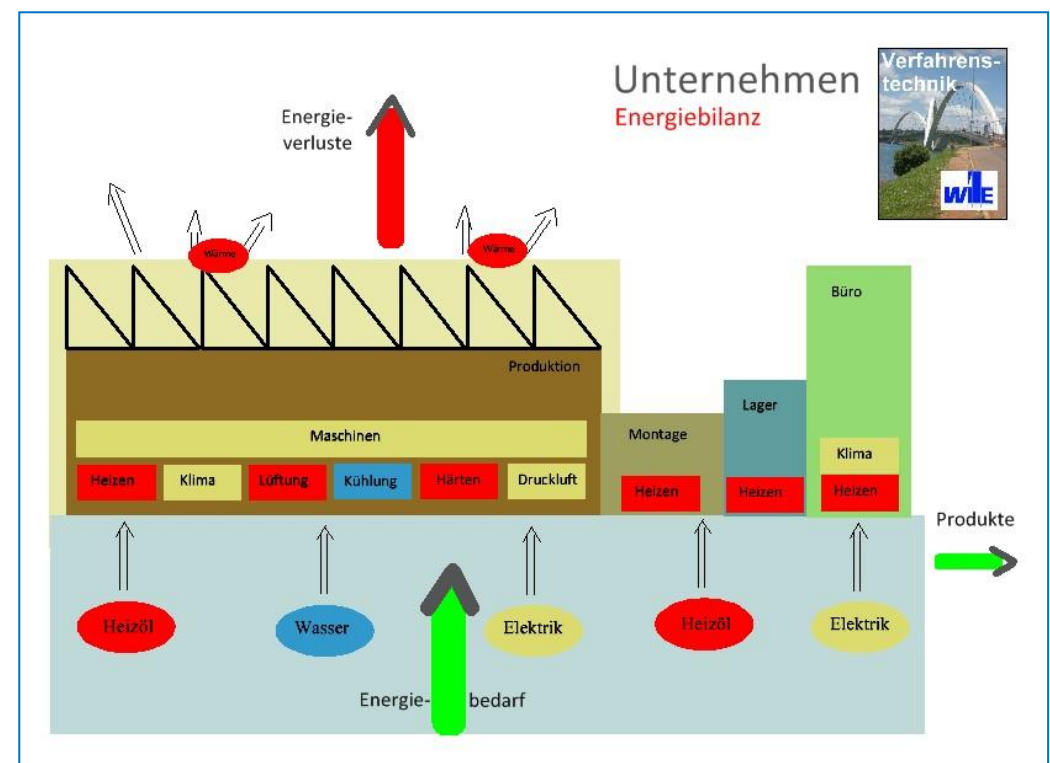 Unternehmen
Energiebilanz
Verfahrens-
technik
WITE
Energie-
verluste
Wärme
Wärme
Büro
Produktion
Lager
Maschinen
Montage
Klima
Heizen
Klima
Lüftung
Kühlung
Härten
Druckluft
Heizen
Heizen
Heizen
Produkte
Heizöl
Wasser
Elektrik
Heizöl
Elektrik
Energie-
bedarf